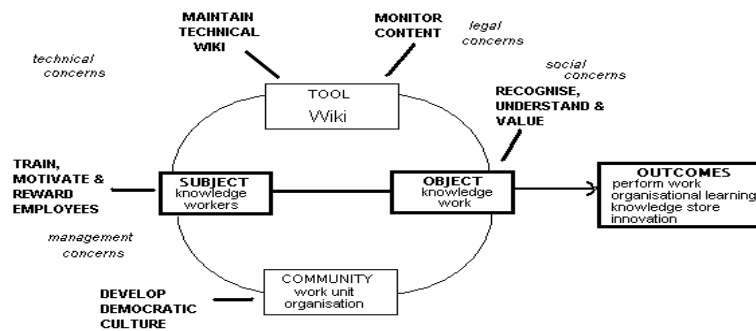 MAINTAIN
TECHNICAL
WIKI
MONITOR
CONTENT
legal
concerns
technical
concerns
social
concerns
TOOL
Wiki
RECOGNISE,
UNDERSTAND &
VALUE
TRAIN,
MOTIVATE &
REWARD
EMPLOYEES
SUBJECT
knowledge
workers
OBJECT
knowledge
work
OUTCOMES
perform work
organisational learning
knowledge store
innovation
management
concerns
COMMUNITY
work unit
organisation
DEVELOP
DEMOCRATIC
CULTURE